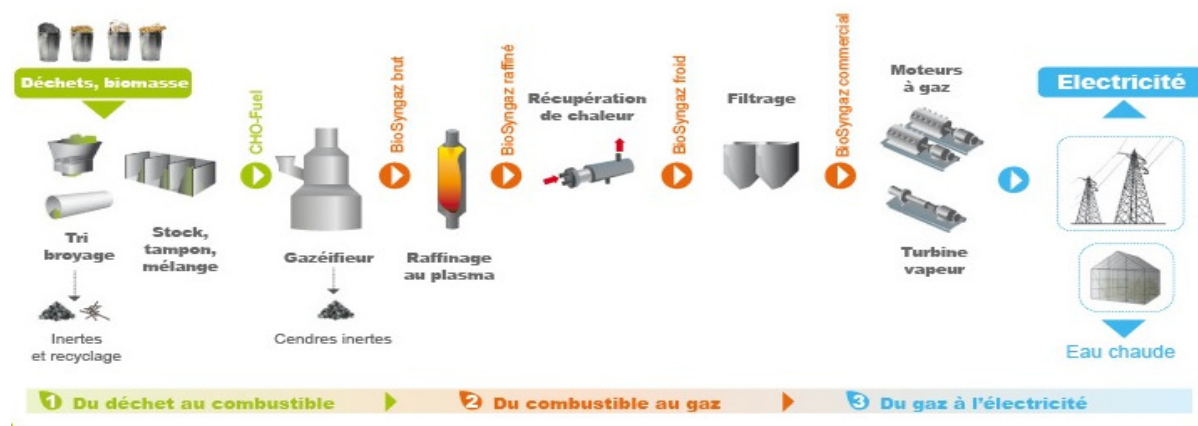 Déchets, biomasse
Tri
broyage
Inertes
et recyclage
Stock,
tampon,
mélange
CHO-Fuel
Gazéifieur
Cendres inertes
BioSyngaz brut
Raffinage
au plasma
BioSyngaz raffiné
Récupération
de chaleur
BioSyngaz froid
Filtrage
BioSyngaz commercial
Moteurs
à gaz
Turbine
vapeur
Electricité
Eau chaude
1 Du déchet au combustible
2 Du combustible au gaz
3 Du gaz à l'électricité